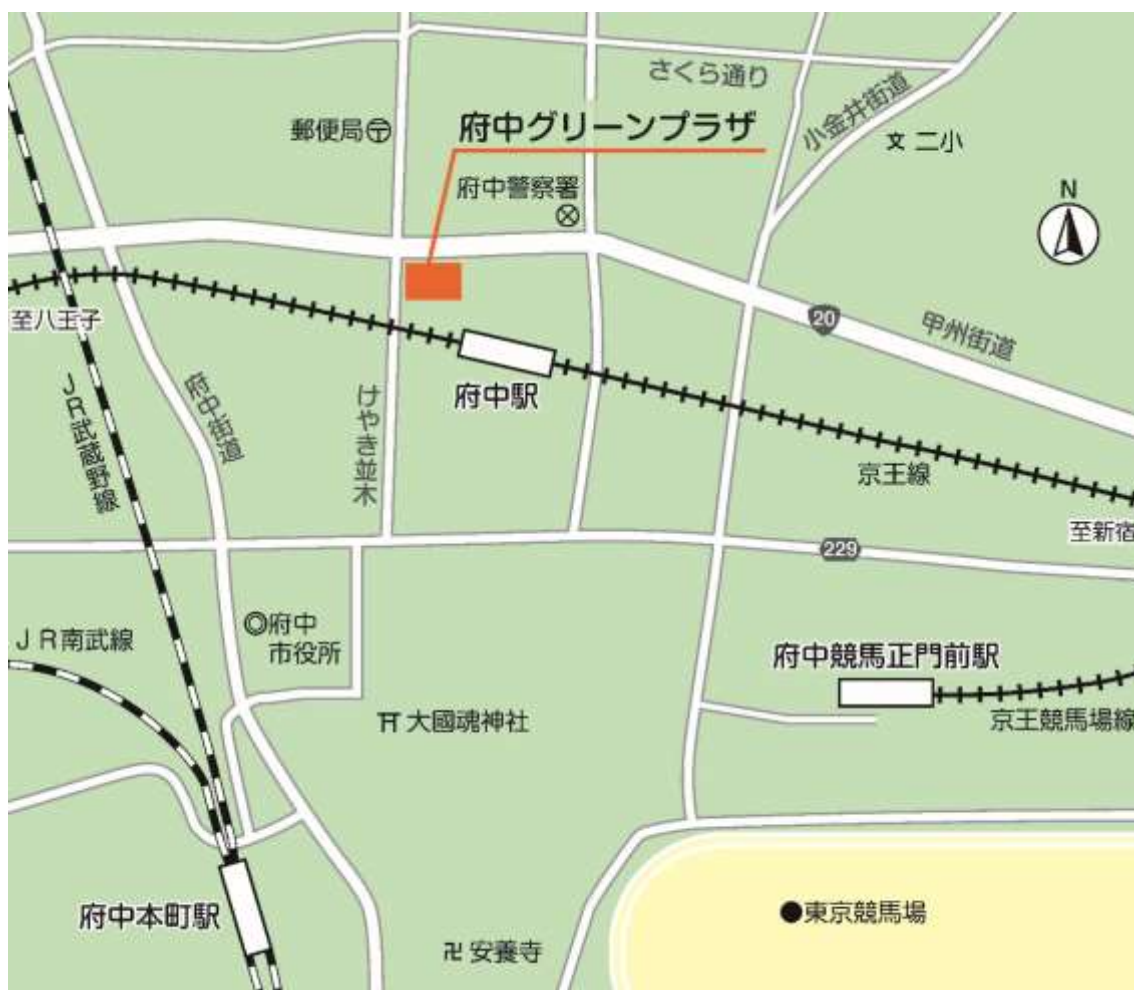 さくら通り
小金井街道
郵便局〒
府中グリーンプラザ
文 二小
府中警察署
N
至八王子
20
甲州街道
JR武蔵野線
府中街道
けやき並木
府中駅
京王線
至新宿
229
JR南武線
◎府中
市役所
府中競馬正門前駅
大國魂神社
京王競馬場線
府中本町駅
●東京競馬場
卍 安養寺